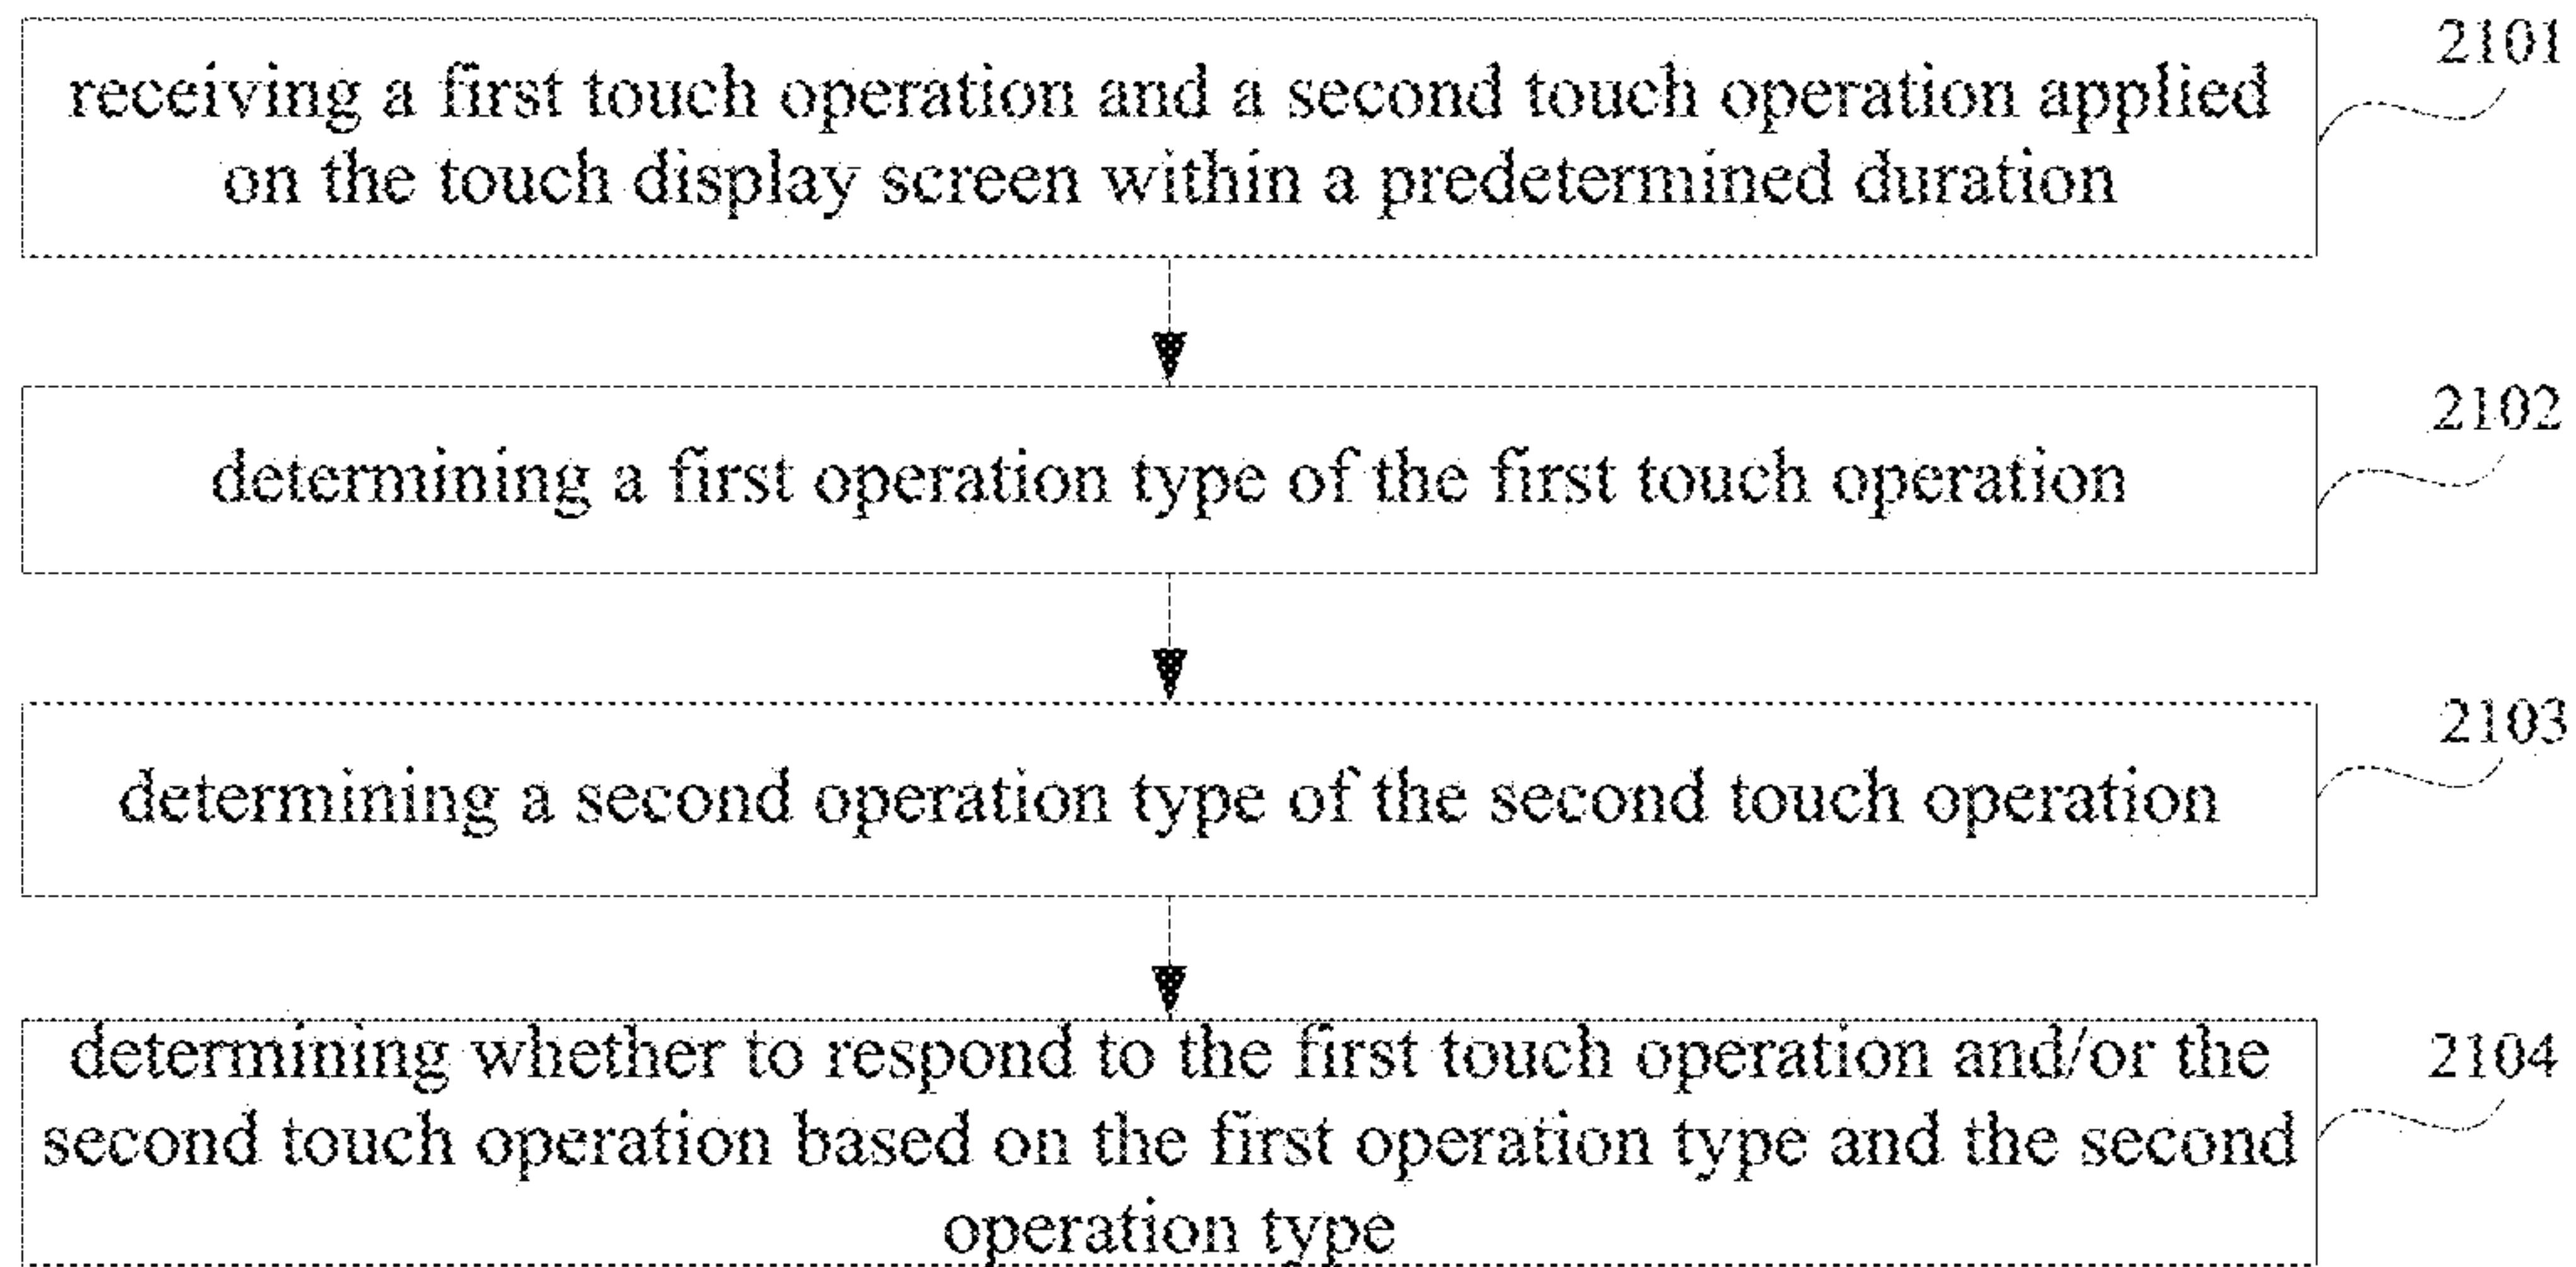 receiving a first touch operation and a second touch operation applied
on the touch display screen within a predetermined duration
2101
determining a first operation type of the first touch operation
2102
determining a second operation type of the second touch operation
2103
determining whether to respond to the first touch operation and/or the
second touch operation based on the first operation type and the second
operation type
2104